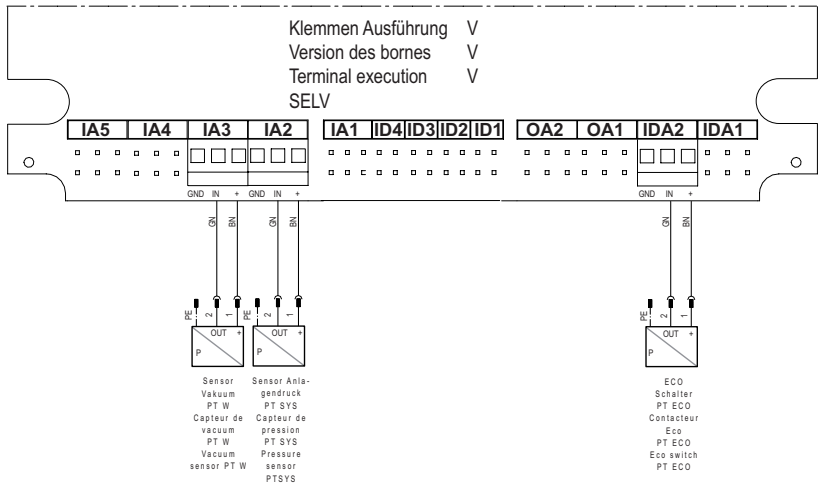 Klemmen Ausführung V
Version des bornes V
Terminal execution V
SELV
IA5 IA4 IA3 IA2 IA1 ID4 ID3 ID2 ID1 OA2 OA1 IDA2 IDA1
GND IN + GND IN + GND IN +
GN BN GN BN GN BN
PE 2 1 PE 2 1 PE 2 1
OUT + OUT + OUT +
P P P
Sensor
Vakuum
PT W
Capteur de
vacuum
PT W
Vacuum
sensor PT W
Sensor Anla-
gendruck
PT SYS
Capteur de
pression
PT SYS
Pressure
sensor
PTSYS
ECO
Schalter
PT ECO
Contacteur
Eco
PT ECO
Eco switch
PT ECO